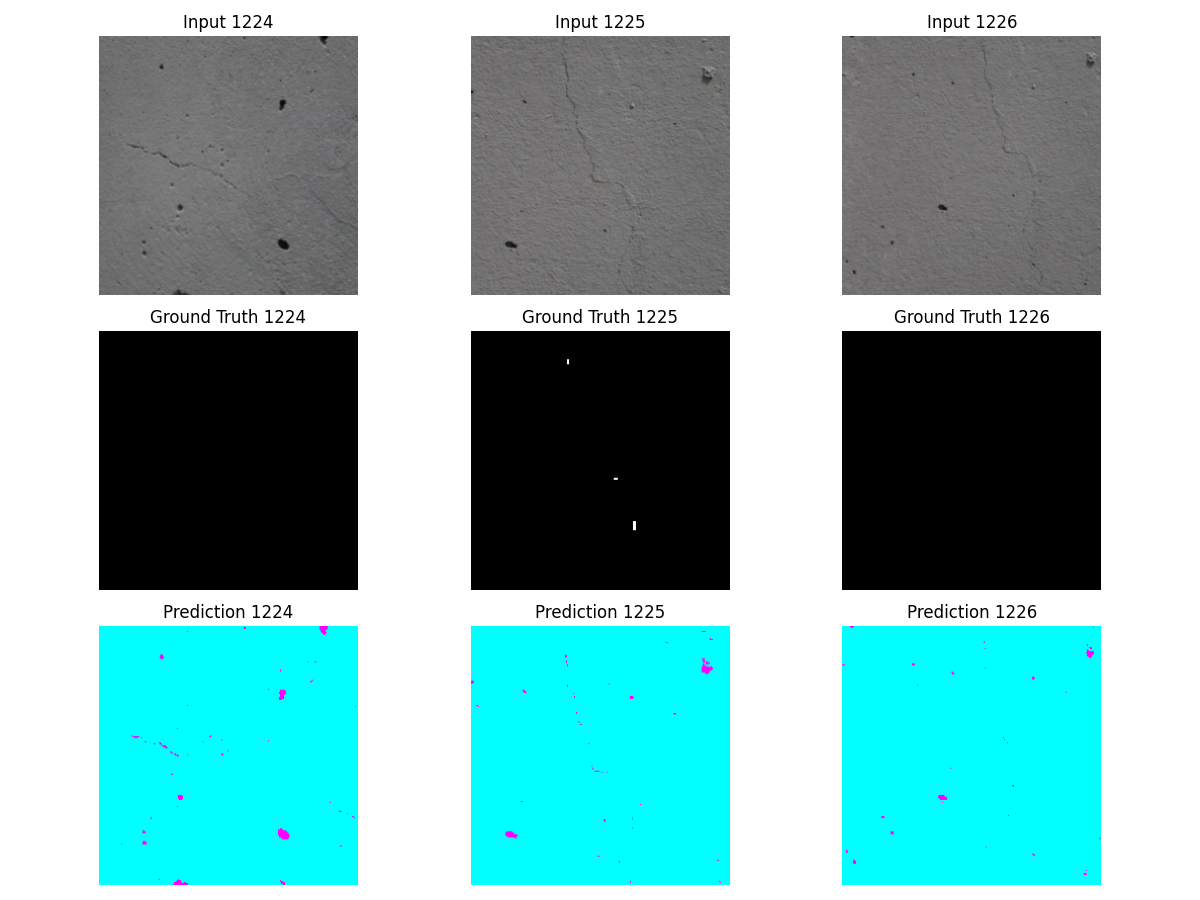 Input 1224
Input 1225
Input 1226
Ground Truth 1224
Ground Truth 1225
Ground Truth 1226
Prediction 1224
Prediction 1225
Prediction 1226